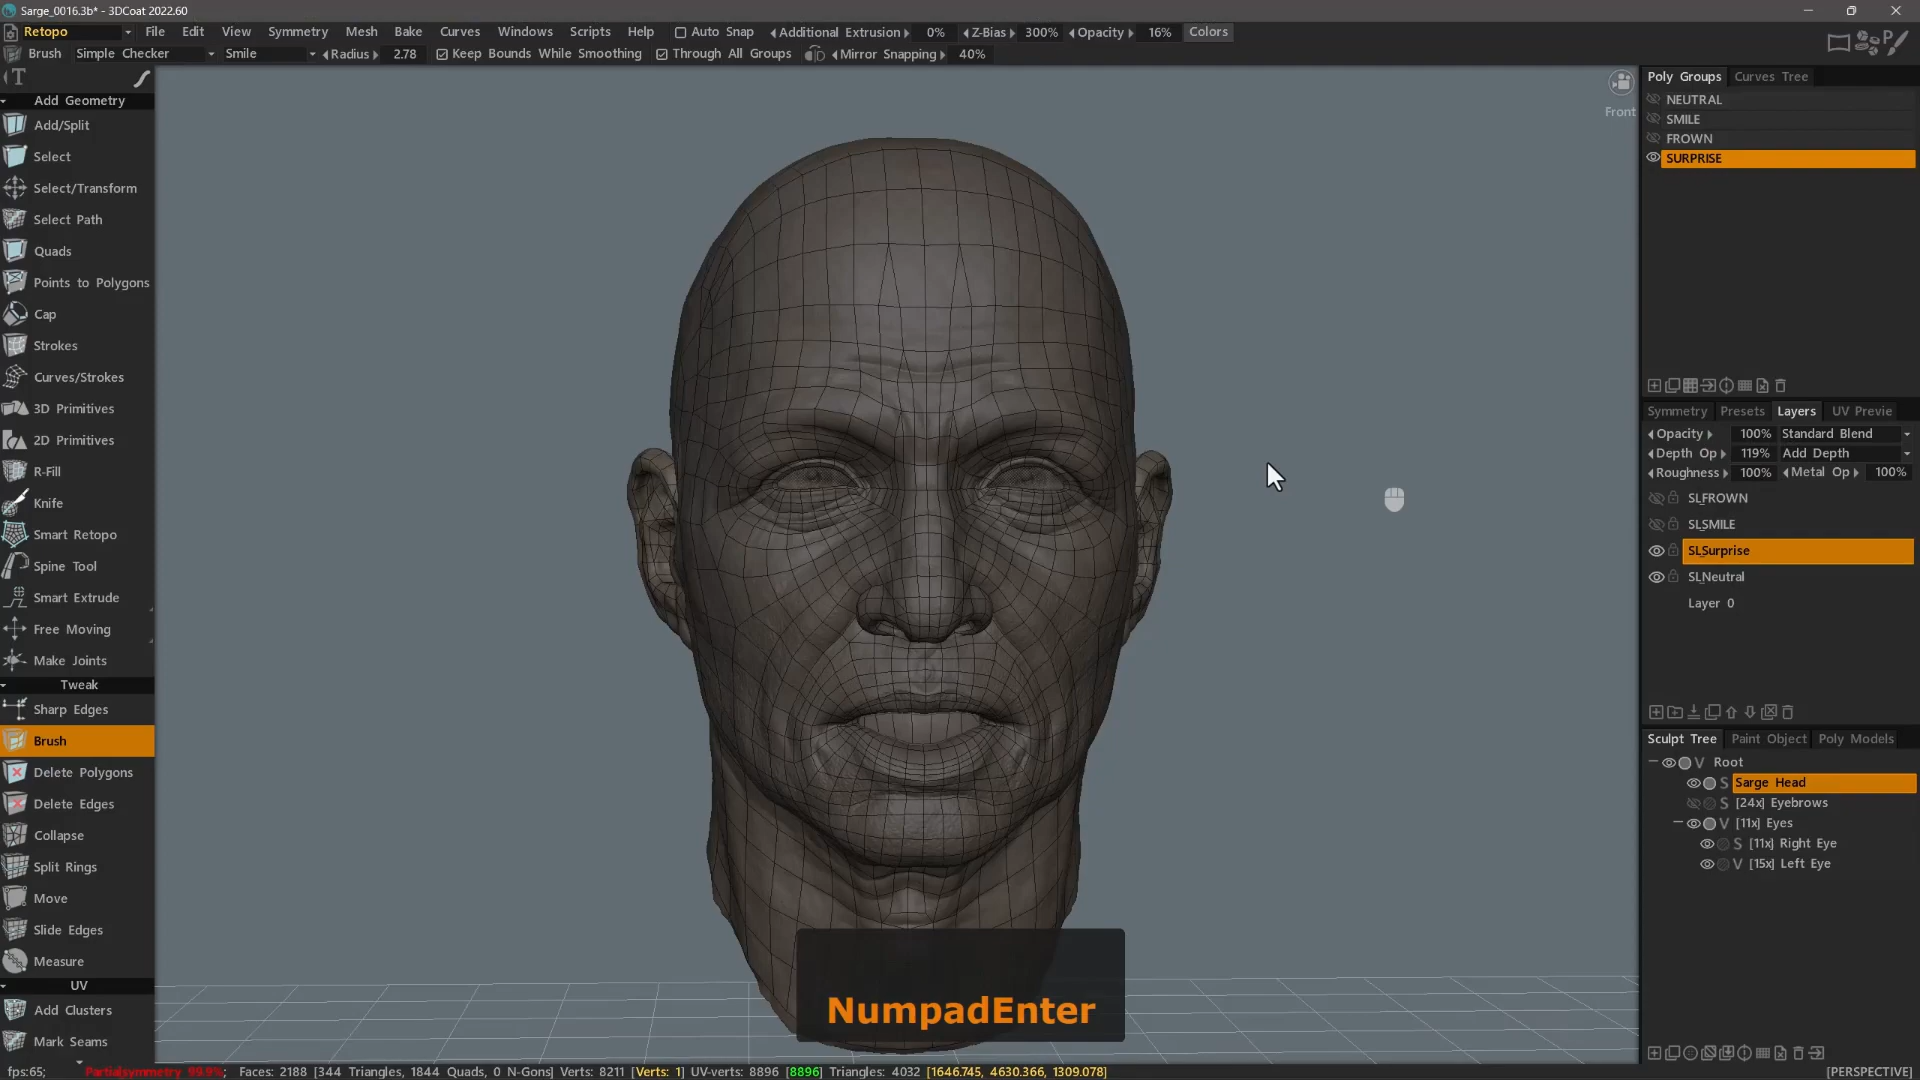 Sarge_0016.3b* - 3DCoat 2022.60
Retopo File Edit View Symmetry Mesh Bake Curves Windows Scripts Help Auto Snap Additional Extrusion 0% Z-Bias 300% Opacity 16% Colors
Brush Simple Checker Smile Radius 2.78 Keep Bounds While Smoothing Through All Groups Mirror Snapping 40%
Add Geometry
Add/Split
Select
Select/Transform
Select Path
Quads
Points to Polygons
Cap
Strokes
Curves/Strokes
3D Primitives
2D Primitives
R-Fill
Knife
Smart Retopo
Spine Tool
Smart Extrude
Free Moving
Make Joints
Tweak
Sharp Edges
Brush
Delete Polygons
Delete Edges
Collapse
Split Rings
Move
Slide Edges
Measure
UV
Add Clusters
Mark Seams
Front
NumpadEnter
Poly Groups Curves Tree
NEUTRAL
SMILE
FROWN
SURPRISE
Symmetry Presets Layers UV Previe
Opacity 100% Standard Blend
Depth Op 119% Add Depth
Roughness 100% Metal Op 100%
SLFROWN
SL_SMILE
SL_Surprise
SL_Neutral
Layer 0
Sculpt Tree Paint Object Poly Models
V Root
S Sarge Head
S [24x] Eyebrows
V [11x] Eyes
S [11x] Right Eye
V [15x] Left Eye
fps:65; Partial symmetry 99.9%; Faces: 2188 [344 Triangles, 1844 Quads, 0 N-Gons] Verts: 8211 [Verts: 1] UV-verts: 8896 [8896] Triangles: 4032 [1646.745, 4630.366, 1309.078] [PERSPECTIVE]